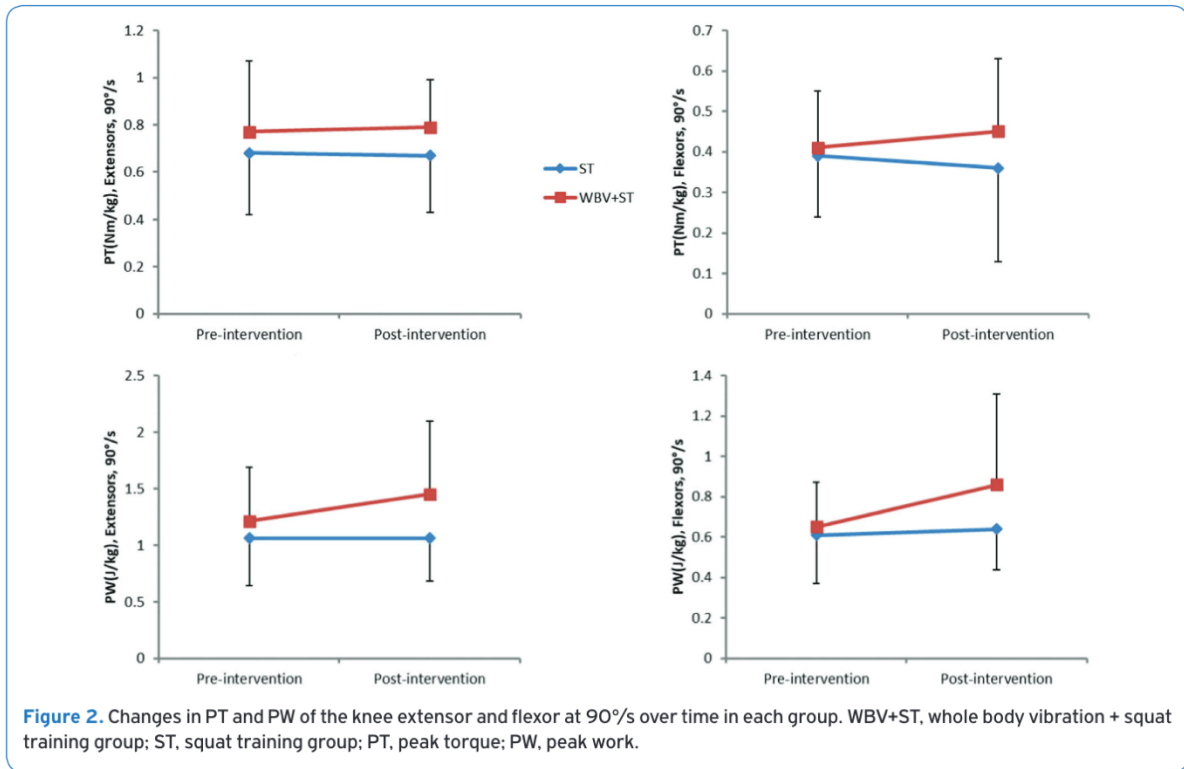 1.2
1
0.8
0.6
0.4
0.2
0
PT(Nm/kg), Extensors, 90°/s
Pre-intervention
Post-intervention
ST
WBV+ST
0.7
0.6
0.5
0.4
0.3
0.2
0.1
0
PT(Nm/kg), Flexors, 90°/s
Pre-intervention
Post-intervention
2.5
2
1.5
1
0.5
0
PW(J/kg), Extensors, 90°/s
Pre-intervention
Post-intervention
1.4
1.2
1
0.8
0.6
0.4
0.2
0
PW(J/kg), Flexors, 90°/s
Pre-intervention
Post-intervention
Figure 2. Changes in PT and PW of the knee extensor and flexor at 90°/s over time in each group. WBV+ST, whole body vibration + squat
training group; ST, squat training group; PT, peak torque; PW, peak work.